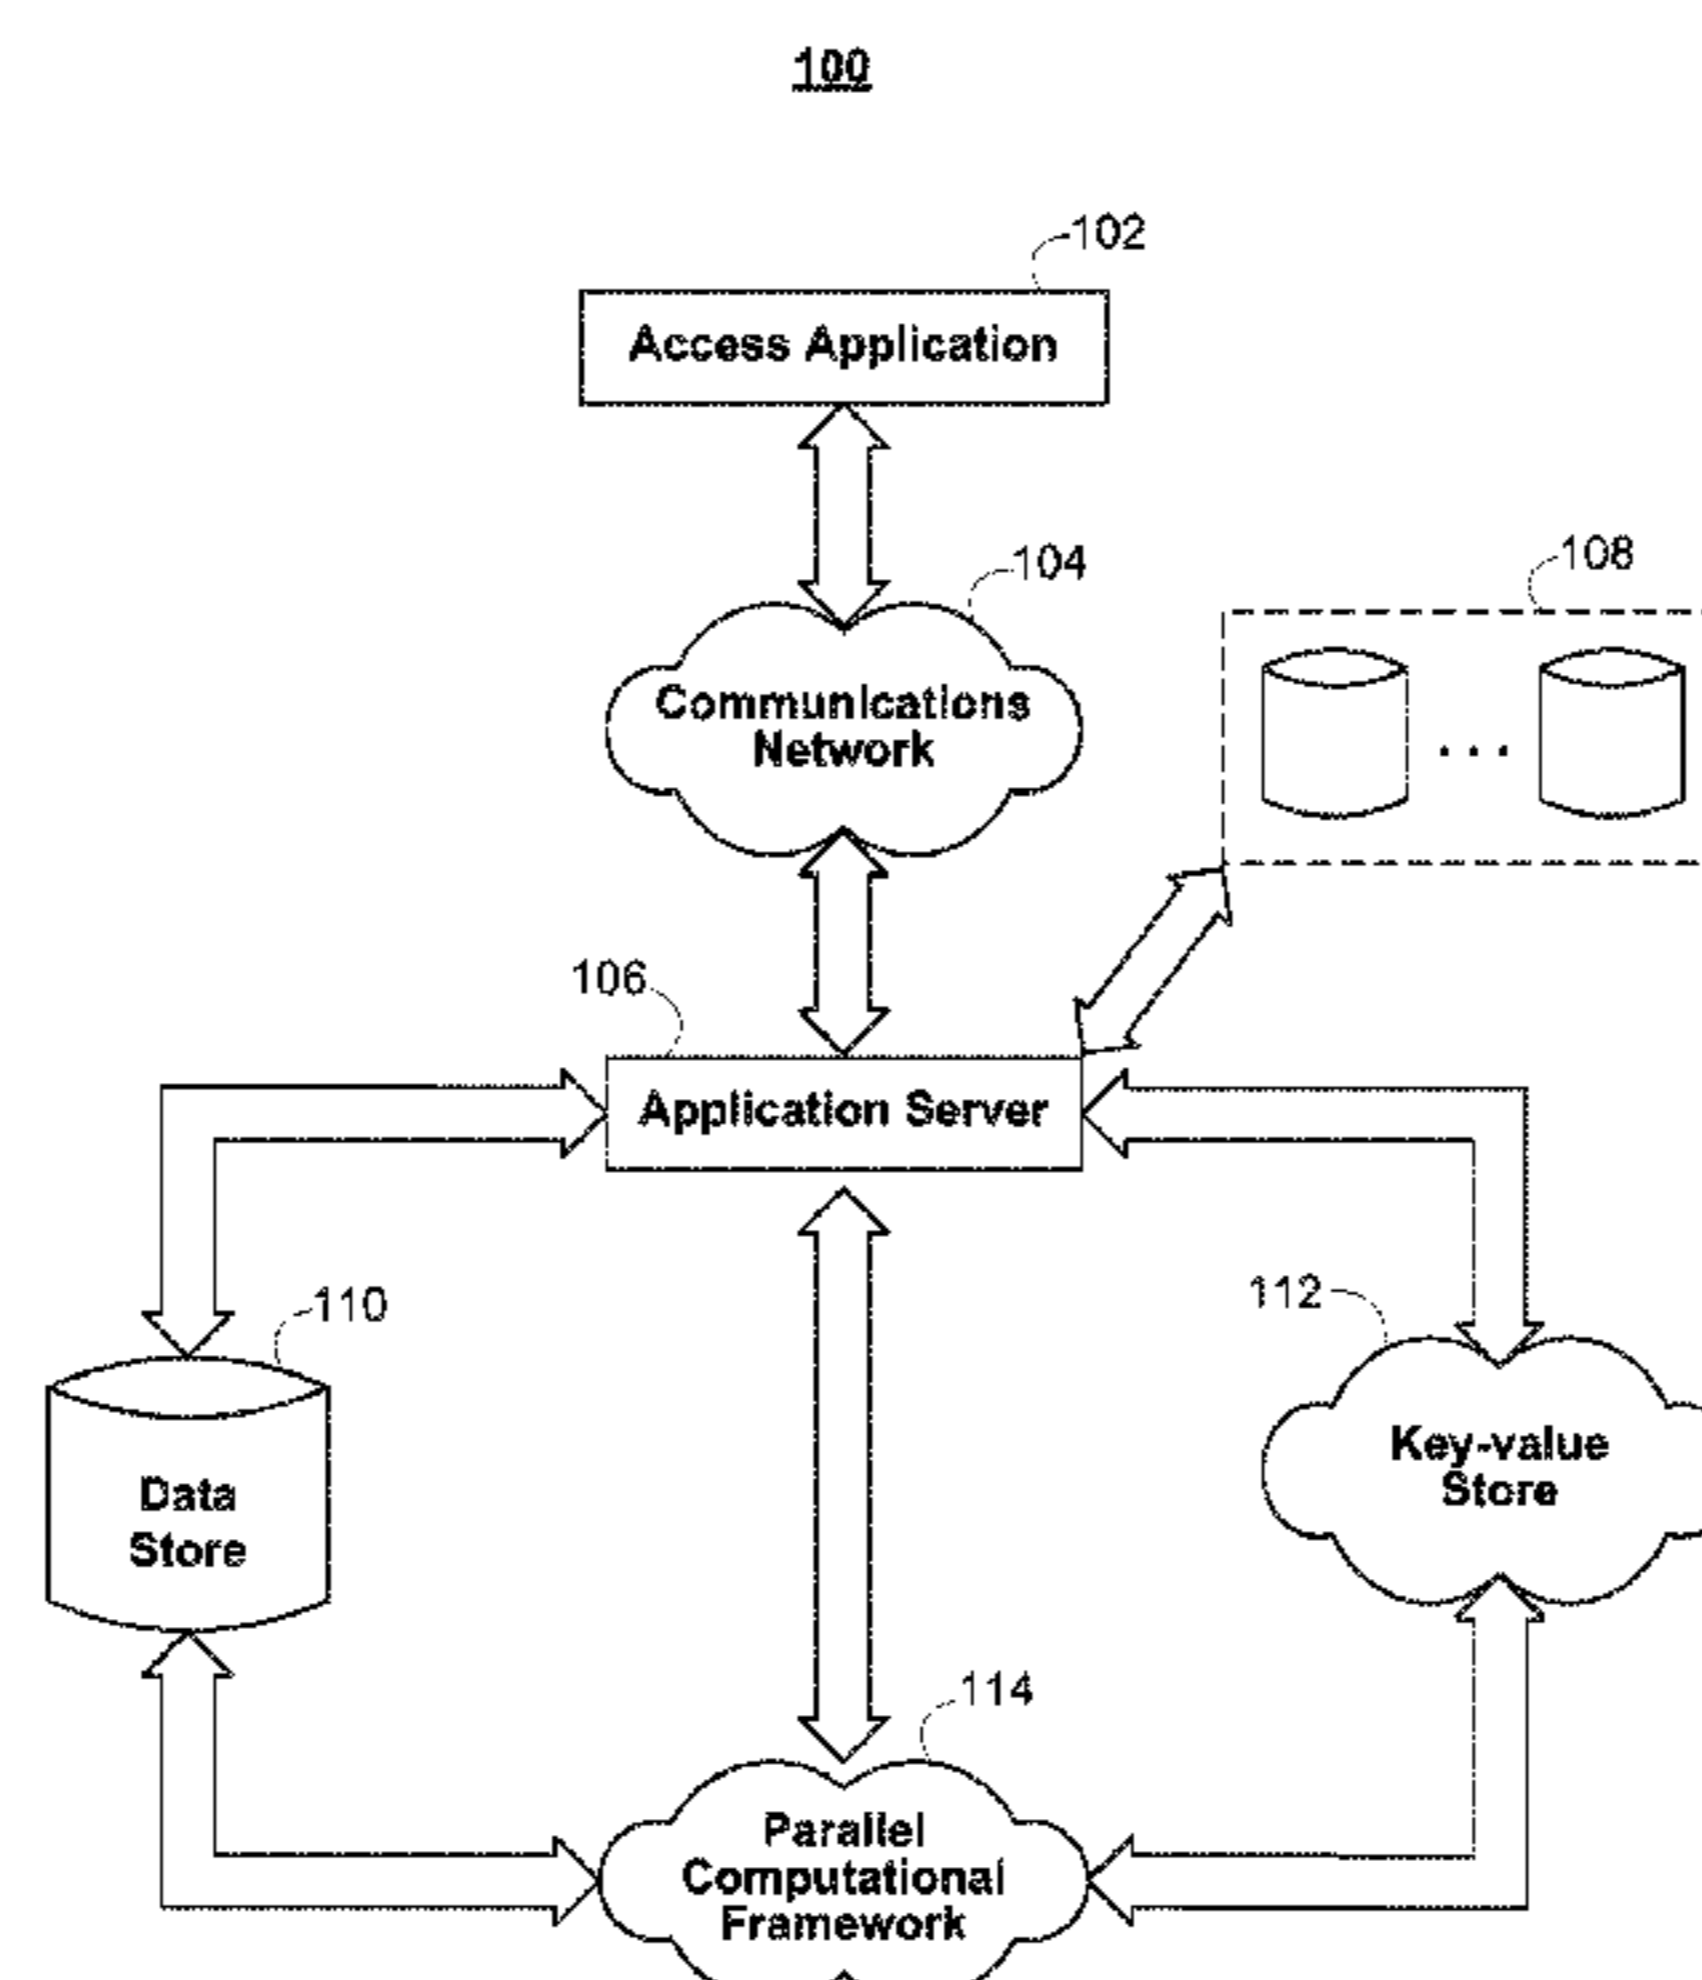 100
102
Access Application
104
108
Communications
Network
...
106
Application Server
110
112
Data
Store
Key-value
Store
114
Parallel
Computational
Framework